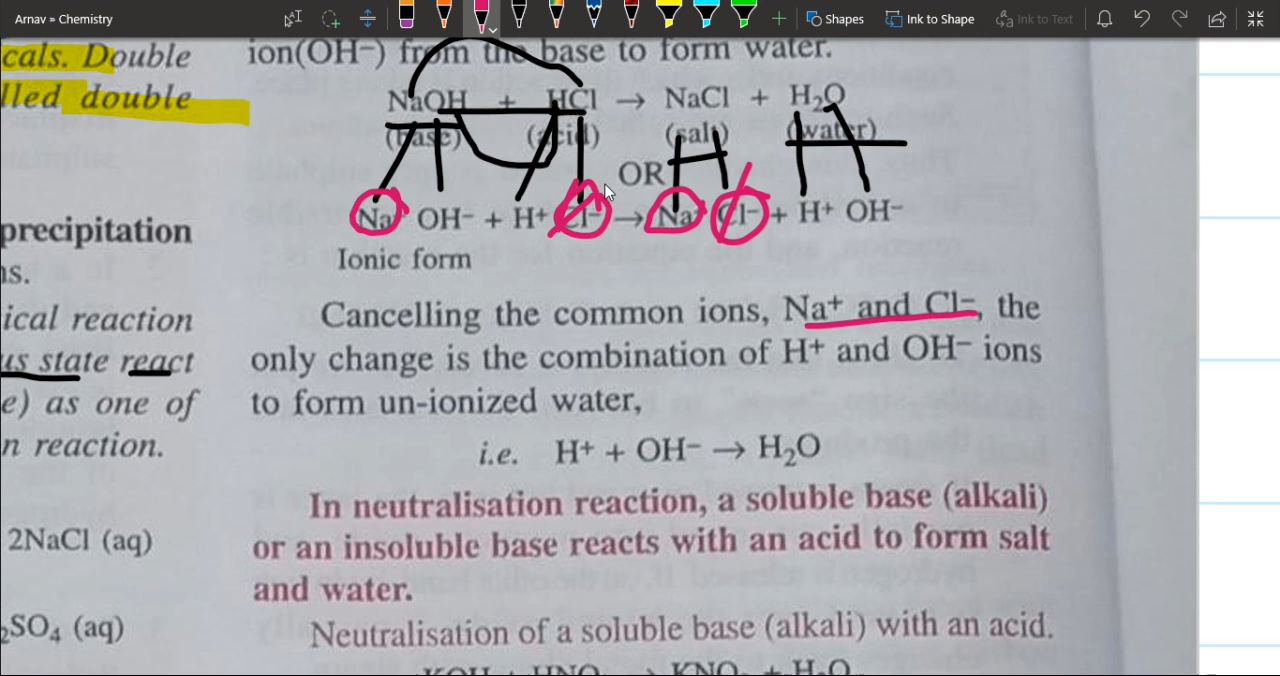 Arnav » Chemistry
Shapes
Ink to Shape
Ink to Text
cals. Double
lled double
precipitation
ns.
ical reaction
us state react
e) as one of
n reaction.
2NaCl (aq)
₂SO₄ (aq)
ion(OH⁻) from the base to form water.
NaOH + HCl → NaCl + H₂O
(base) (acid) (salt) (water)
OR
Na⁺ OH⁻ + H⁺ Cl⁻ → Na⁺ Cl⁻ + H⁺ OH⁻
Ionic form
Cancelling the common ions, Na⁺ and Cl⁻, the
only change is the combination of H⁺ and OH⁻ ions
to form un-ionized water,
i.e. H⁺ + OH⁻ → H₂O
In neutralisation reaction, a soluble base (alkali)
or an insoluble base reacts with an acid to form salt
and water.
Neutralisation of a soluble base (alkali) with an acid.
KOH + HNO₃ → KNO₃ + H₂O